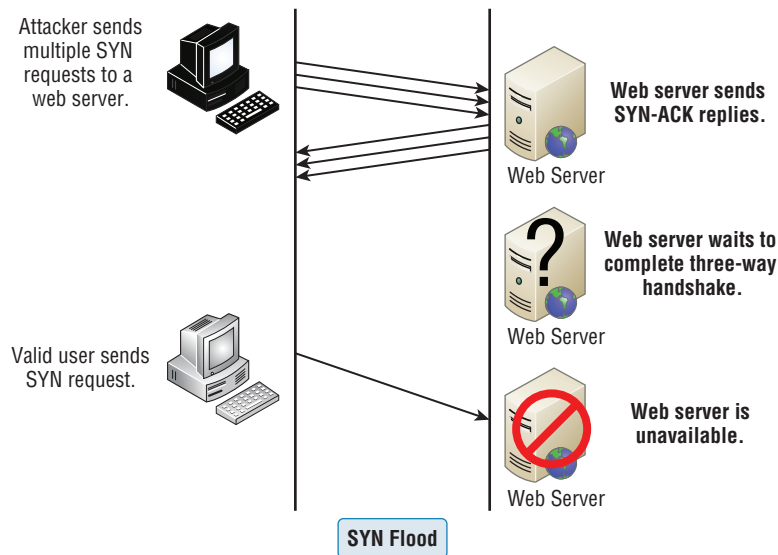 Attacker sends
multiple SYN
requests to a
web server.
Web server sends
SYN-ACK replies.
Web Server
?
Web server waits to
complete three-way
handshake.
Web Server
Valid user sends
SYN request.
Web server is
unavailable.
Web Server
SYN Flood